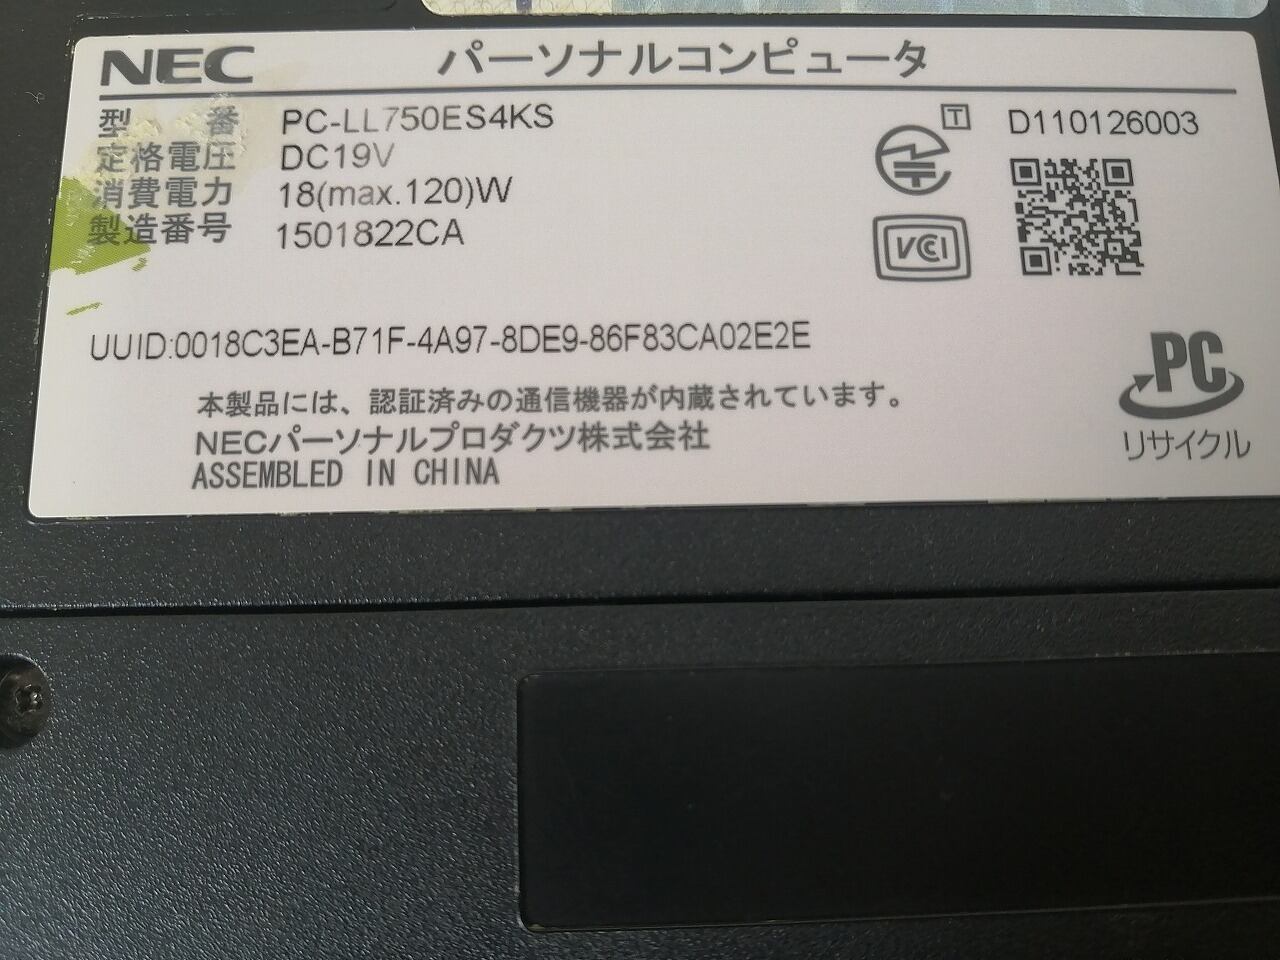 NEC パーソナルコンピュータ
型番 PC-LL750ES4KS
定格電圧 DC19V
消費電力 18(max.120)W
製造番号 1501822CA
T D110126003
VCCI
UUID:0018C3EA-B71F-4A97-8DE9-86F83CA02E2E
本製品には、認証済みの通信機器が内蔵されています。
NECパーソナルプロダクツ株式会社
ASSEMBLED IN CHINA
PC
リサイクル